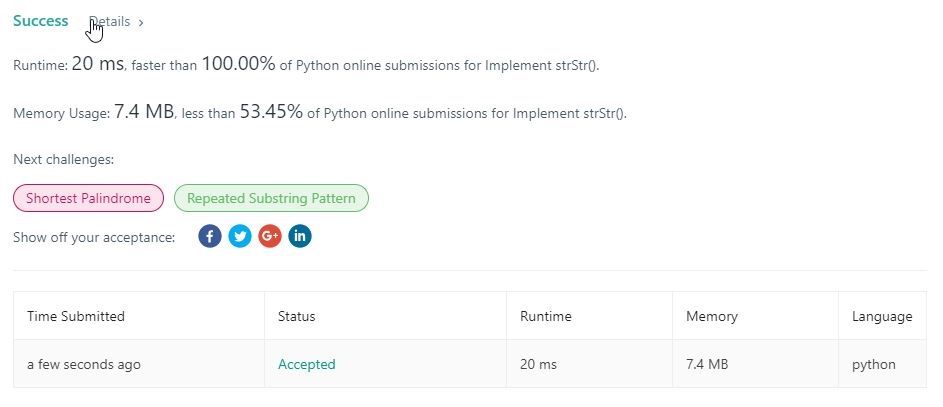 Success Details ›
Runtime: 20 ms, faster than 100.00% of Python online submissions for Implement strStr().
Memory Usage: 7.4 MB, less than 53.45% of Python online submissions for Implement strStr().
Next challenges:
Shortest Palindrome Repeated Substring Pattern
Show off your acceptance: f G+ in
Time Submitted Status Runtime Memory Language
a few seconds ago Accepted 20 ms 7.4 MB python